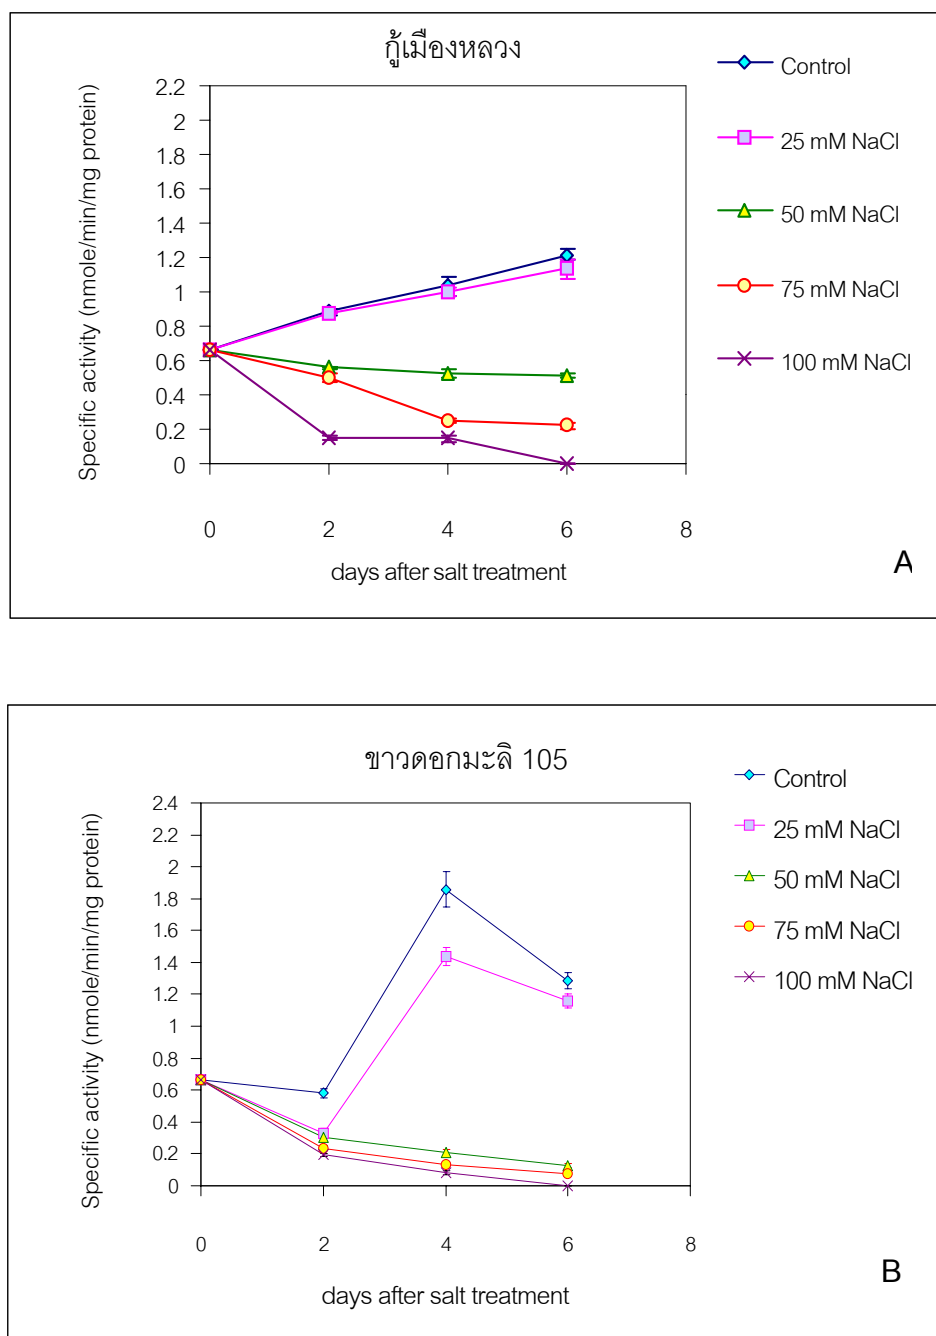 กู้เมืองหลวง
Control
25 mM NaCl
50 mM NaCl
75 mM NaCl
100 mM NaCl
Specific activity (nmole/min/mg protein)
2.2
2
1.8
1.6
1.4
1.2
1
0.8
0.6
0.4
0.2
0
0 2 4 6 8
days after salt treatment
A
ขาวดอกมะลิ 105
Control
25 mM NaCl
50 mM NaCl
75 mM NaCl
100 mM NaCl
Specific activity (nmole/min/mg protein)
2.4
2.2
2
1.8
1.6
1.4
1.2
1
0.8
0.6
0.4
0.2
0
0 2 4 6 8
days after salt treatment
B